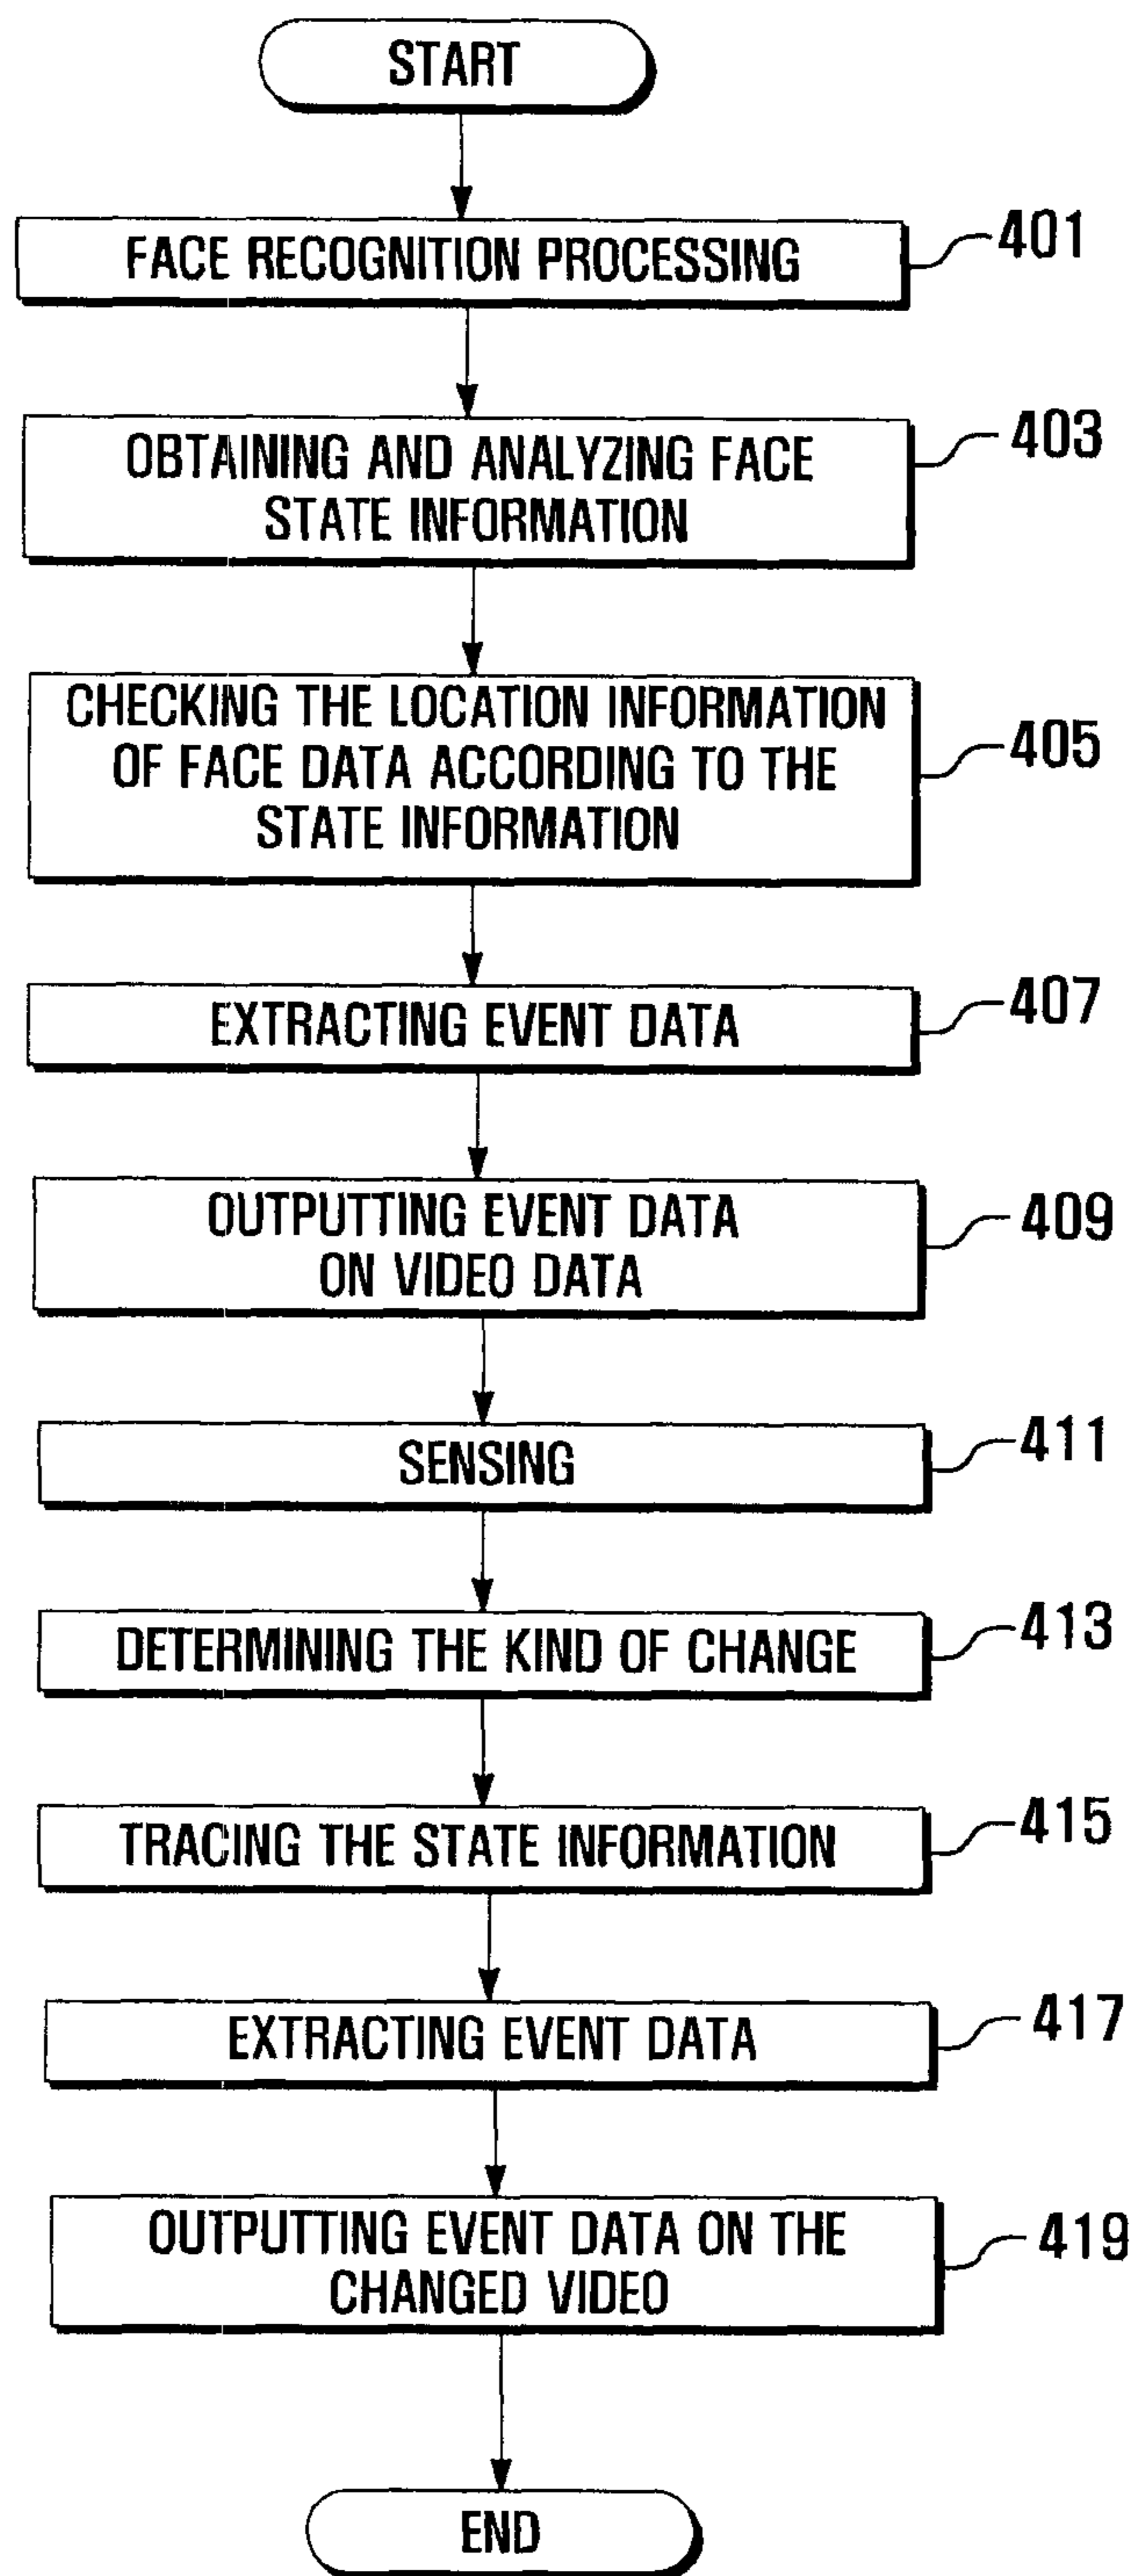 START
FACE RECOGNITION PROCESSING
401
OBTAINING AND ANALYZING FACE
STATE INFORMATION
403
CHECKING THE LOCATION INFORMATION
OF FACE DATA ACCORDING TO THE
STATE INFORMATION
405
EXTRACTING EVENT DATA
407
OUTPUTTING EVENT DATA
ON VIDEO DATA
409
SENSING
411
DETERMINING THE KIND OF CHANGE
413
TRACING THE STATE INFORMATION
415
EXTRACTING EVENT DATA
417
OUTPUTTING EVENT DATA ON THE
CHANGED VIDEO
419
END